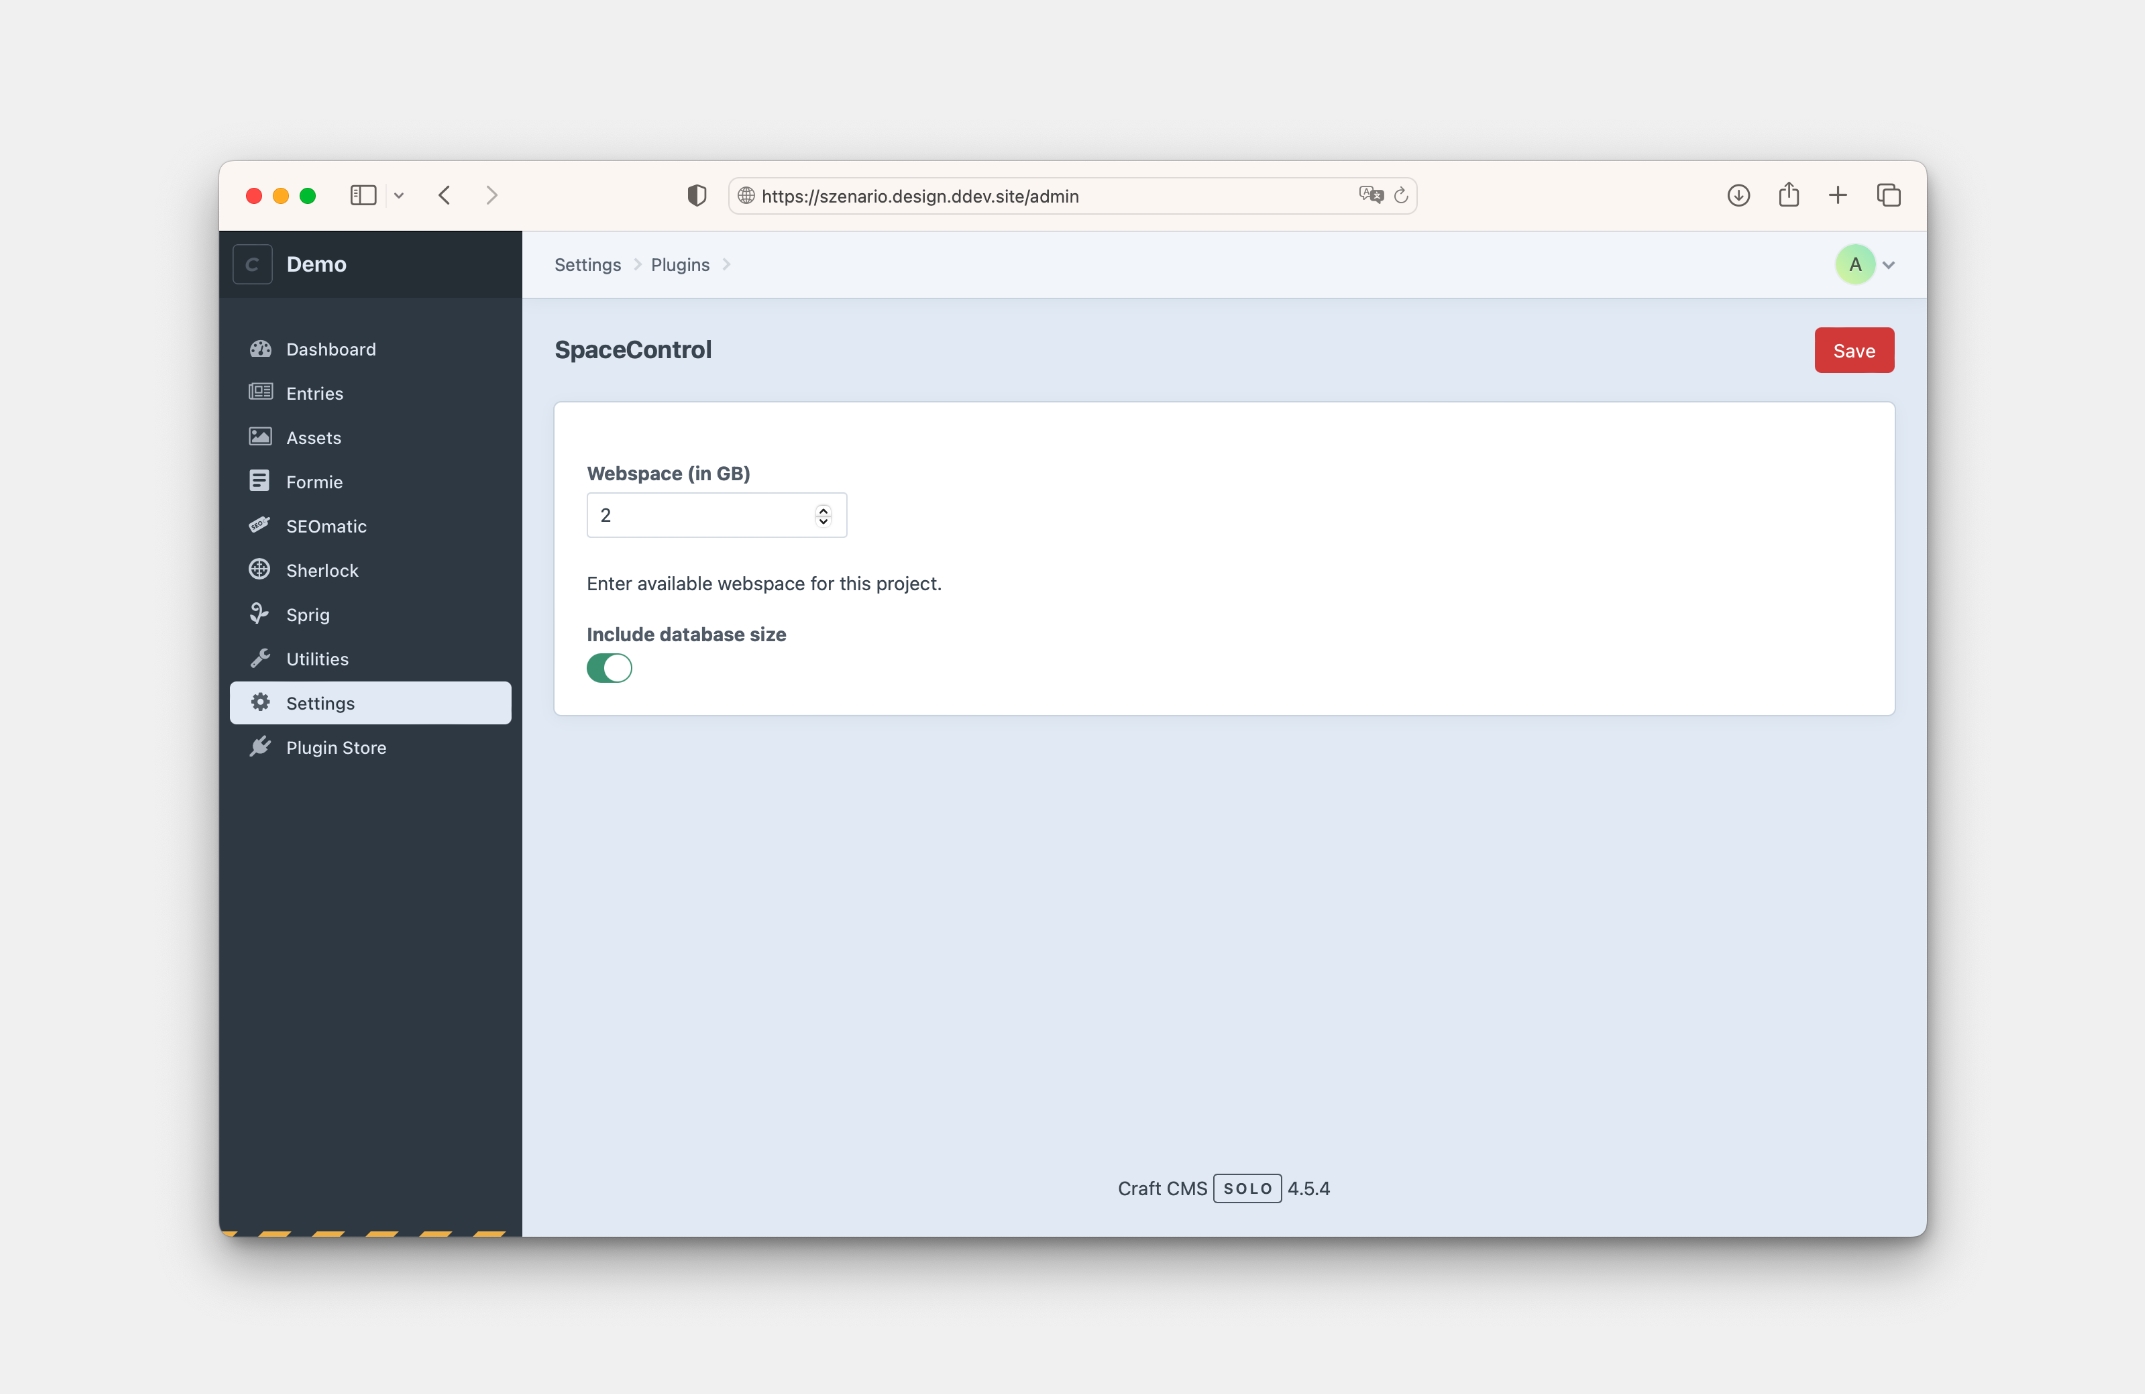 https://szenario.design.ddev.site/admin
C Demo
Settings Plugins
A
Dashboard
Entries
Assets
Formie
SEOmatic
Sherlock
Sprig
Utilities
Settings
Plugin Store
SpaceControl
Save
Webspace (in GB)
2
Enter available webspace for this project.
Include database size
Craft CMS SOLO 4.5.4